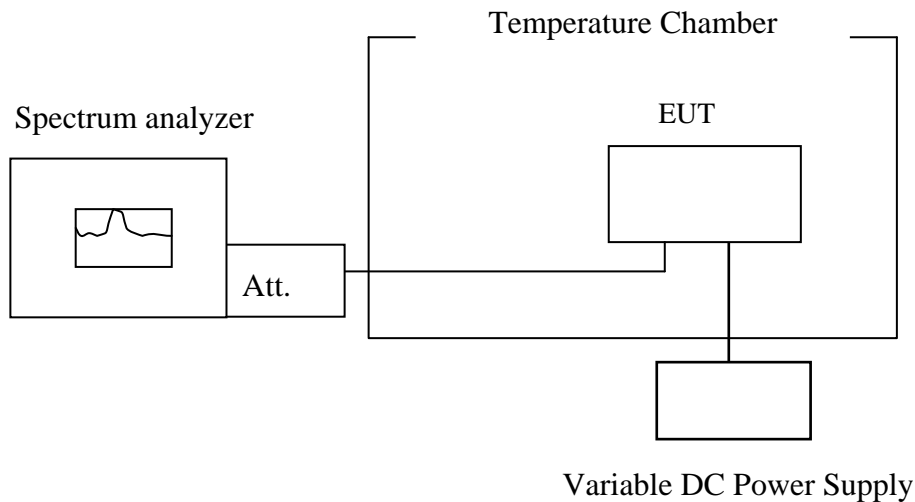 Temperature Chamber
Spectrum analyzer
EUT
Att.
Variable DC Power Supply